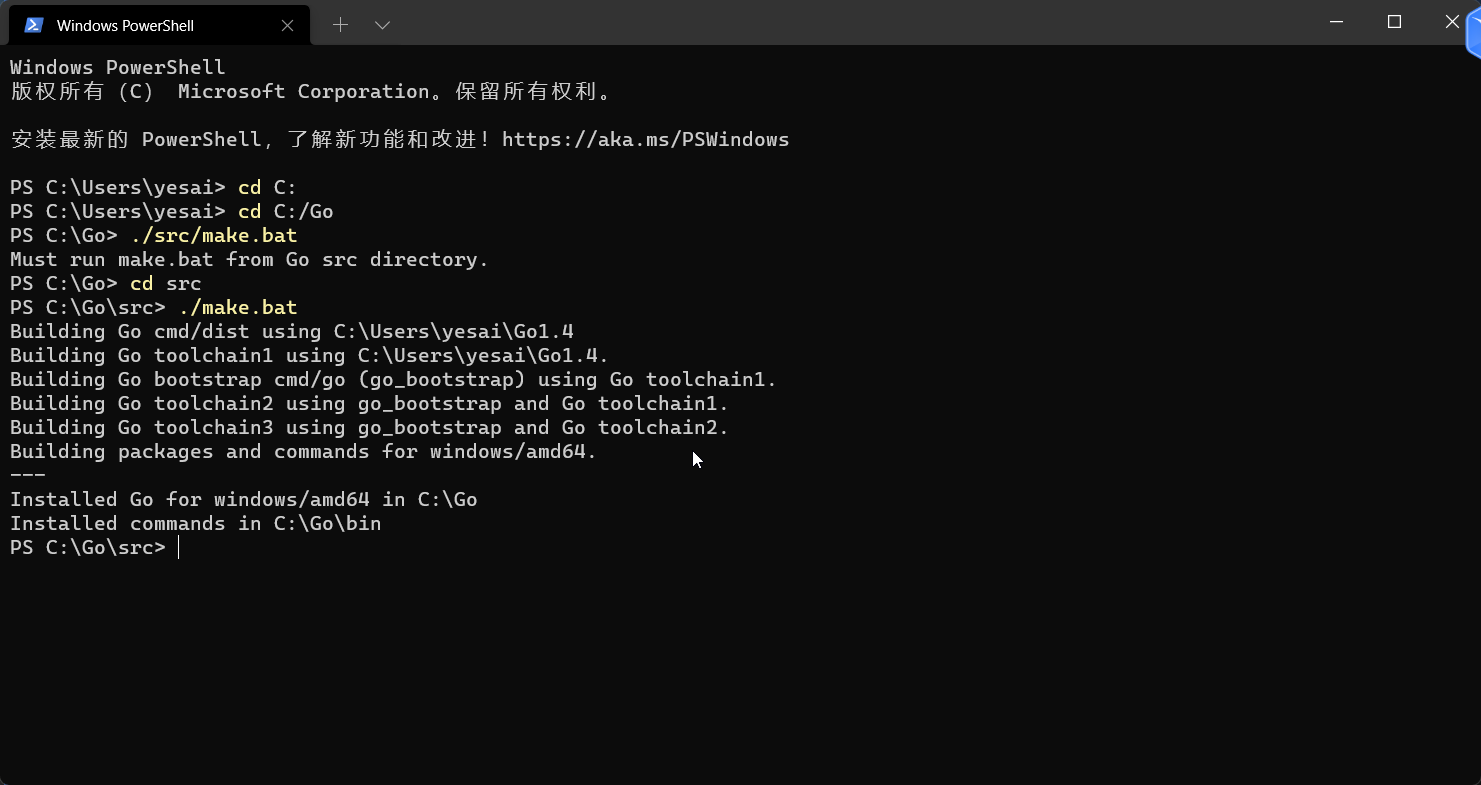 Windows PowerShell
Windows PowerShell
版权所有 (C) Microsoft Corporation。保留所有权利。
安装最新的 PowerShell，了解新功能和改进！https://aka.ms/PSWindows
PS C:\Users\yesai> cd C:
PS C:\Users\yesai> cd C:/Go
PS C:\Go> ./src/make.bat
Must run make.bat from Go src directory.
PS C:\Go> cd src
PS C:\Go\src> ./make.bat
Building Go cmd/dist using C:\Users\yesai\Go1.4
Building Go toolchain1 using C:\Users\yesai\Go1.4.
Building Go bootstrap cmd/go (go_bootstrap) using Go toolchain1.
Building Go toolchain2 using go_bootstrap and Go toolchain1.
Building Go toolchain3 using go_bootstrap and Go toolchain2.
Building packages and commands for windows/amd64.
---
Installed Go for windows/amd64 in C:\Go
Installed commands in C:\Go\bin
PS C:\Go\src>